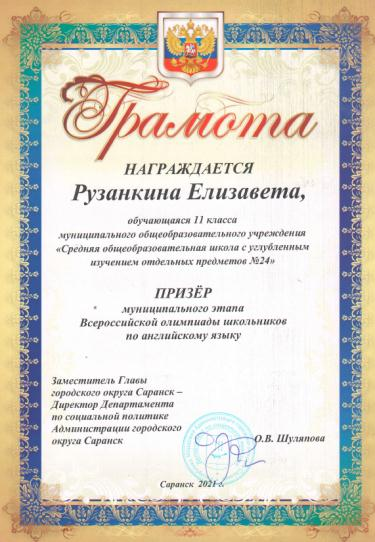 Грамота
НАГРАЖДАЕТСЯ
Рузанкина Елизавета,
обучающаяся 11 класса
муниципального общеобразовательного учреждения
«Средняя общеобразовательная школа с углубленным
изучением отдельных предметов №24»
ПРИЗЁР
муниципального этапа
Всероссийской олимпиады школьников
по английскому языку
Заместитель Главы
городского округа Саранск –
Директор Департамента
по социальной политике
Администрации городского
округа Саранск
О.В. Шуляпова
Саранск 2021 г.